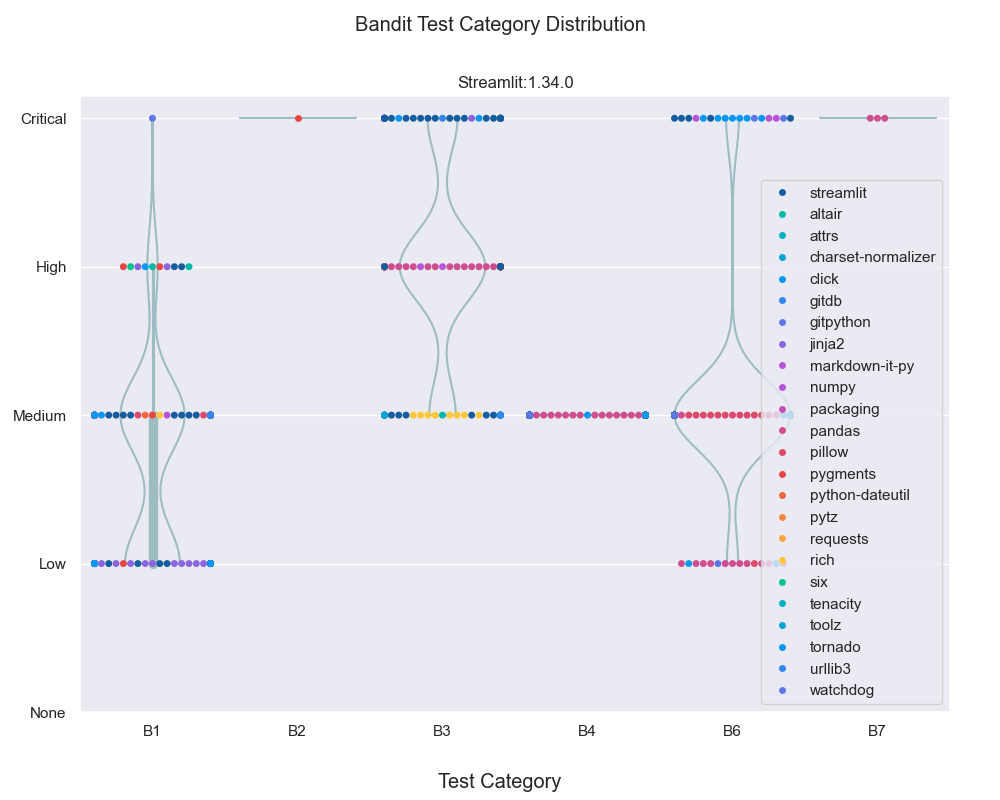 Bandit Test Category Distribution
Streamlit:1.34.0
Critical
High
Medium
Low
None
streamlit
altair
attrs
charset-normalizer
click
gitdb
gitpython
jinja2
markdown-it-py
numpy
packaging
pandas
pillow
pygments
python-dateutil
pytz
requests
rich
six
tenacity
toolz
tornado
urllib3
watchdog
B1 B2 B3 B4 B6 B7
Test Category